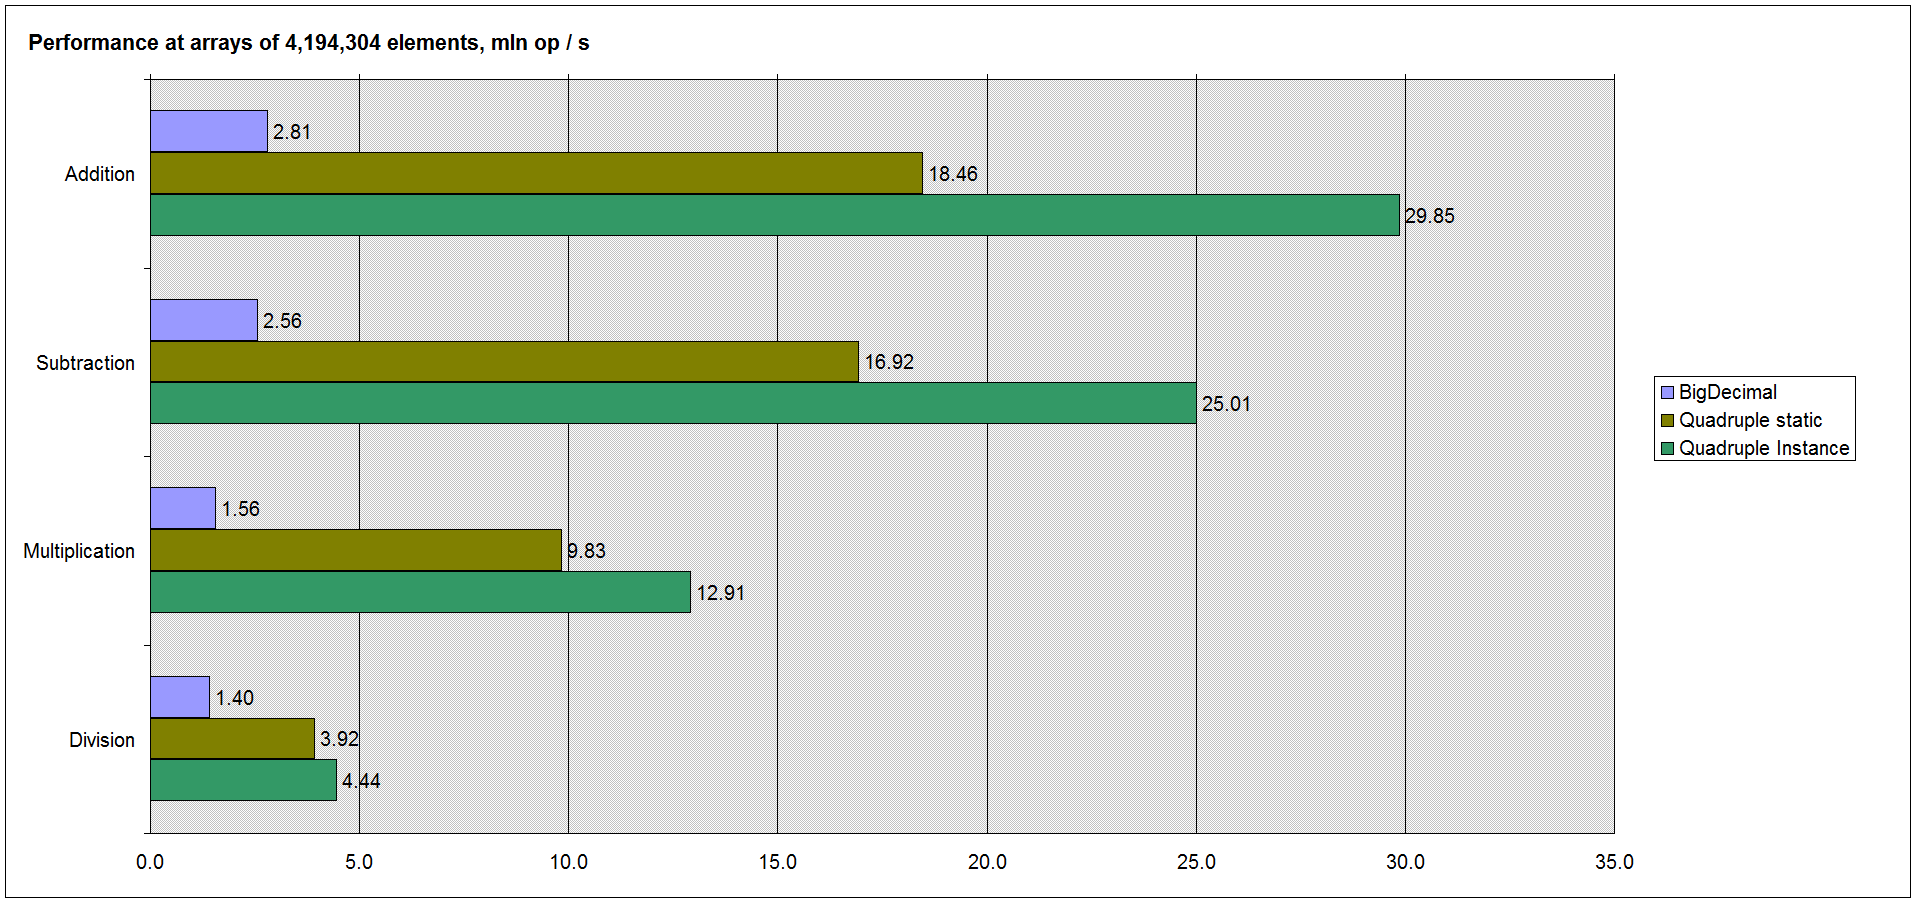 Performance at arrays of 4,194,304 elements, mln op / s
2.81
Addition
18.46
29.85
2.56
Subtraction
16.92
25.01
BigDecimal
Quadruple static
Quadruple Instance
1.56
Multiplication
9.83
12.91
1.40
Division
3.92
4.44
0.0 5.0 10.0 15.0 20.0 25.0 30.0 35.0